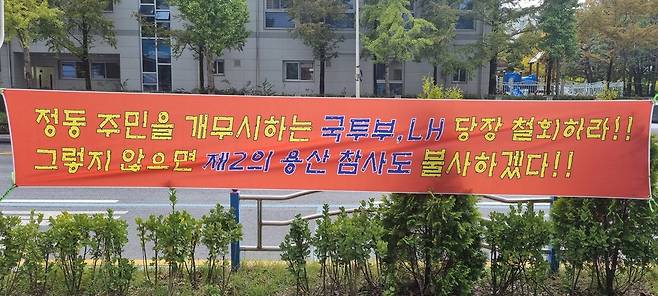 정동 주민을 개무시하는 국투부, LH 당장 철회하라!!
그렇지 않으면 제2의 용산 참사도 불사하겠다!!